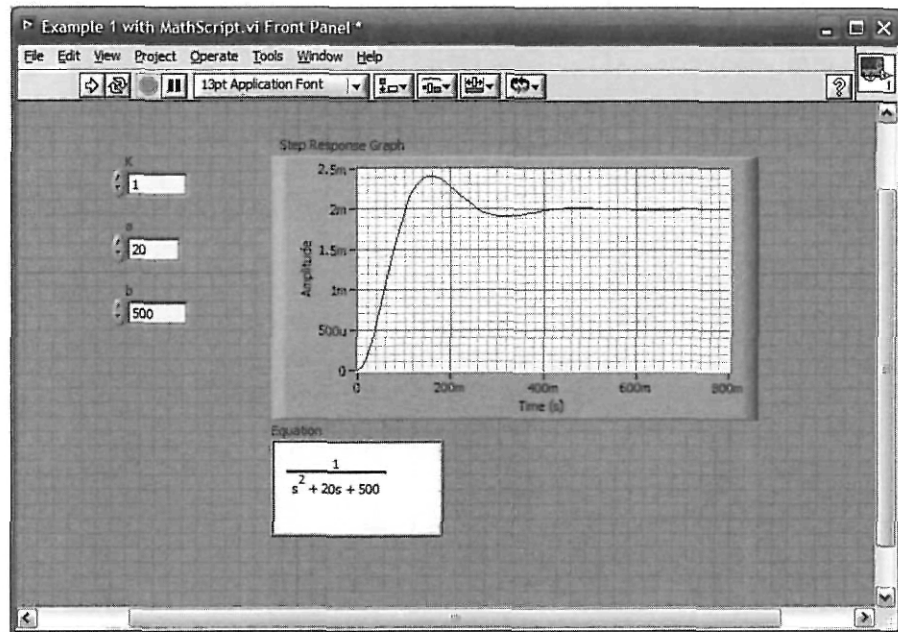 Example 1 with MathScript.vi Front Panel *
File Edit View Project Operate Tools Window Help
13pt Application Font
?
1
K
1
a
20
b
500
Step Response Graph
Amplitude
2.5m
2m
1.5m
1m
500u
0
0 200m 400m 600m 800m
Time (s)
Equation
1
s² + 20s + 500